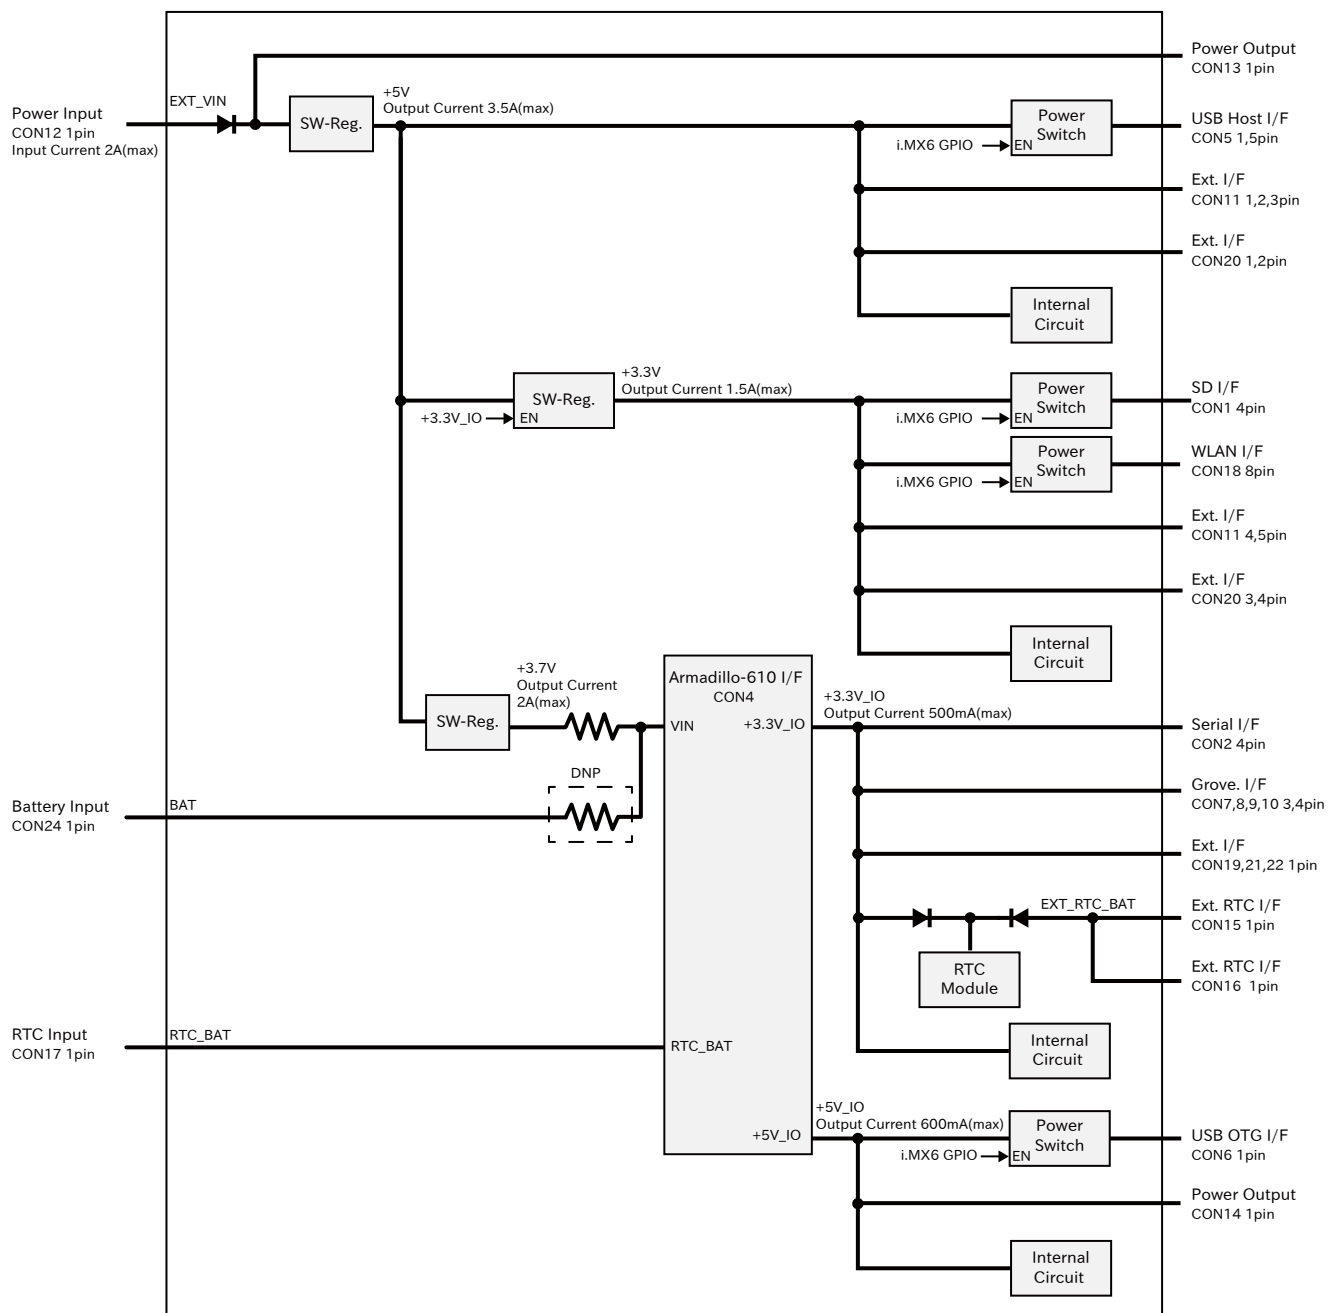 Power Output
CON13 1pin
EXT_VIN
+5V
Output Current 3.5A(max)
Power Input
CON12 1pin
Input Current 2A(max)
SW-Reg.
Power
Switch
i.MX6 GPIO
EN
USB Host I/F
CON5 1,5pin
Ext. I/F
CON11 1,2,3pin
Ext. I/F
CON20 1,2pin
Internal
Circuit
+3.3V
Output Current 1.5A(max)
SW-Reg.
+3.3V_IO
EN
Power
Switch
i.MX6 GPIO
EN
SD I/F
CON1 4pin
Power
Switch
i.MX6 GPIO
EN
WLAN I/F
CON18 8pin
Ext. I/F
CON11 4,5pin
Ext. I/F
CON20 3,4pin
Internal
Circuit
+3.7V
Output Current
2A(max)
SW-Reg.
Armadillo-610 I/F
CON4
VIN
+3.3V_IO
+3.3V_IO
Output Current 500mA(max)
Serial I/F
CON2 4pin
DNP
Battery Input
CON24 1pin
BAT
Grove. I/F
CON7,8,9,10 3,4pin
Ext. I/F
CON19,21,22 1pin
EXT_RTC_BAT
Ext. RTC I/F
CON15 1pin
RTC
Module
Ext. RTC I/F
CON16 1pin
RTC Input
CON17 1pin
RTC_BAT
RTC_BAT
Internal
Circuit
+5V_IO
+5V_IO
Output Current 600mA(max)
Power
Switch
i.MX6 GPIO
EN
USB OTG I/F
CON6 1pin
Power Output
CON14 1pin
Internal
Circuit